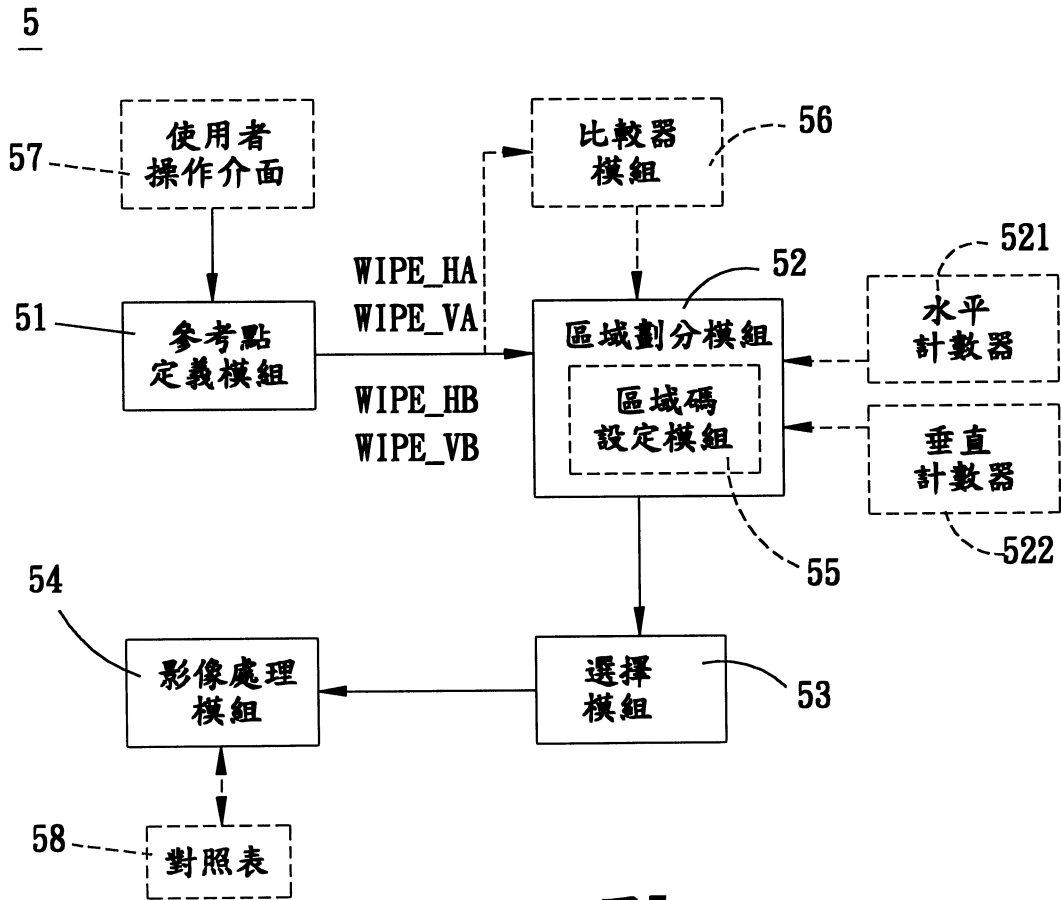 5
使用者
操作介面
57
比較器
模組
56
521
WIPE_HA
WIPE_VA
52
51
參考點
定義模組
區域劃分模組
水平
計數器
WIPE_HB
WIPE_VB
區域碼
設定模組
垂直
計數器
522
55
54
影像處理
模組
選擇
模組
53
58
對照表